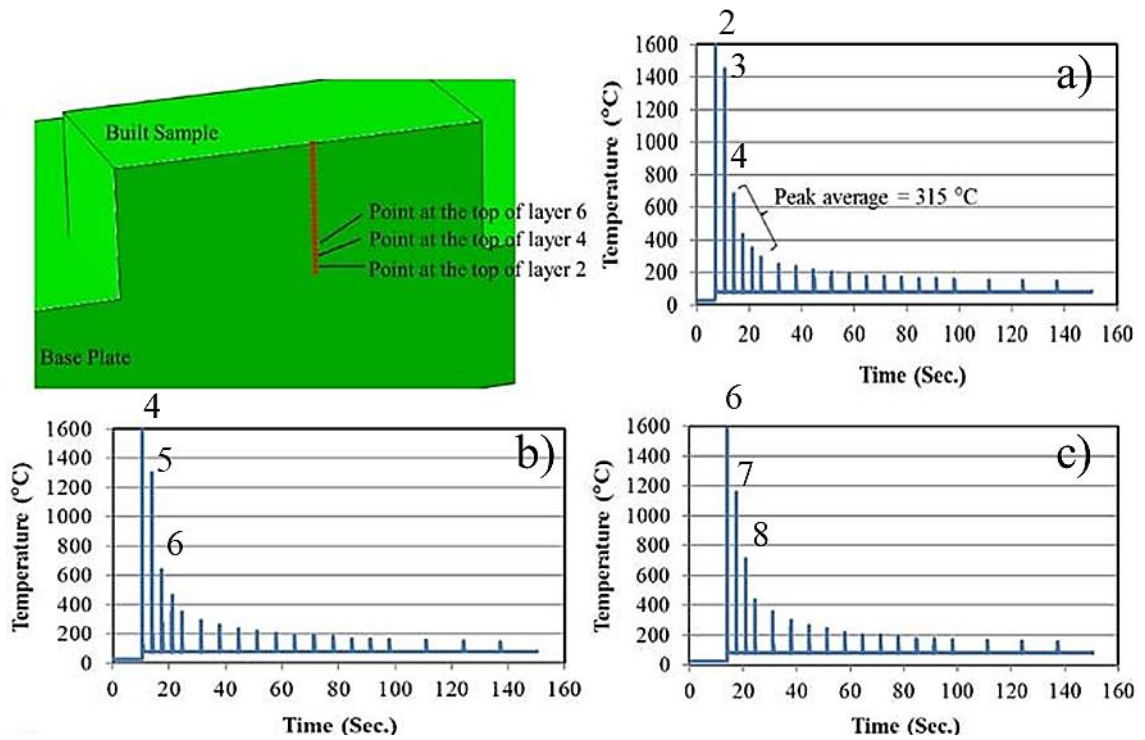 Built Sample
Point at the top of layer 6
Point at the top of layer 4
Point at the top of layer 2
Base Plate
2
3
4
a)
Peak average = 315 °C
Temperature (°C)
1600
1400
1200
1000
800
600
400
200
0
0 20 40 60 80 100 120 140 160
Time (Sec.)
4
5
6
b)
Temperature (°C)
1600
1400
1200
1000
800
600
400
200
0
0 20 40 60 80 100 120 140 160
Time (Sec.)
6
7
8
c)
Temperature (°C)
1600
1400
1200
1000
800
600
400
200
0
0 20 40 60 80 100 120 140 160
Time (Sec.)